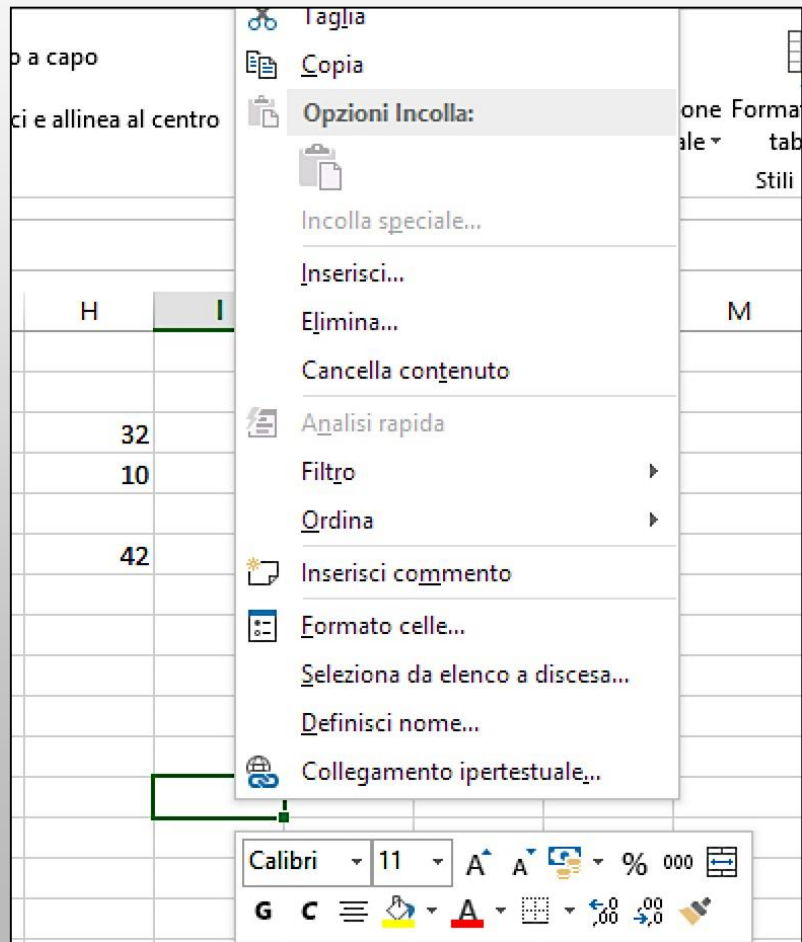 Taglia
o a capo
Copia
ci e allinea al centro
Opzioni Incolla:
one Forma
ale
tab
Stili
Incolla speciale...
Inserisci...
H
I
M
Elimina...
Cancella contenuto
32
Analisi rapida
10
Filtro
Ordina
42
Inserisci commento
Formato celle...
Seleziona da elenco a discesa...
Definisci nome...
Collegamento ipertestuale...
Calibri 11 A A % 000
G C A ,00 ,0